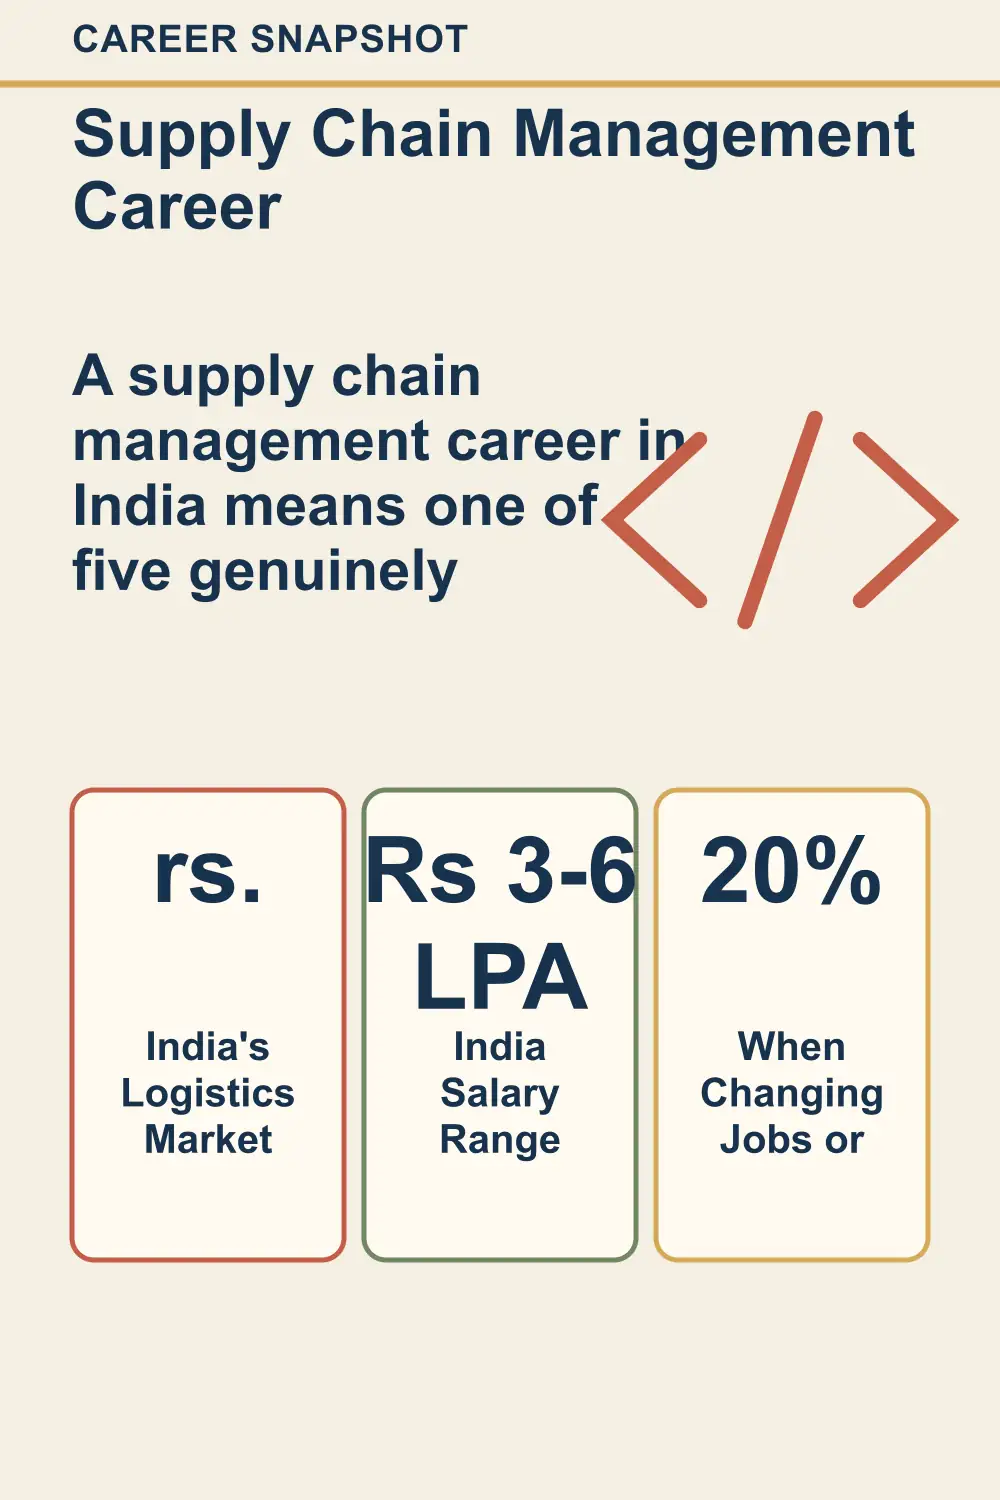 CAREER SNAPSHOT
Supply Chain Management
Career
A supply chain
management career in
India means one of
five genuinely
rs.
India's
Logistics
Market
Rs 3-6
LPA
India
Salary
Range
20%
When
Changing
Jobs or